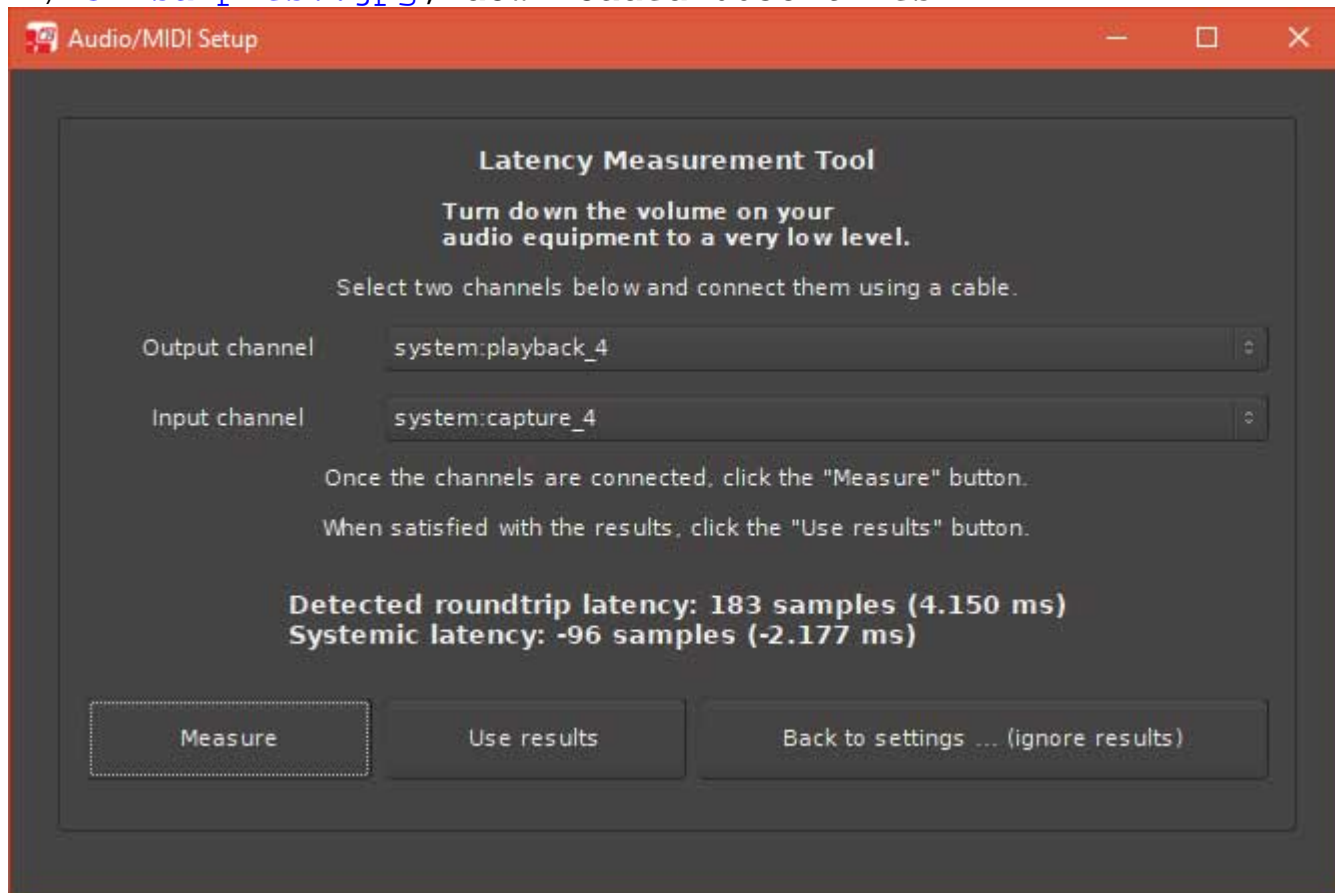 Audio/MIDI Setup
Latency Measurement Tool
Turn down the volume on your
audio equipment to a very low level.
Select two channels below and connect them using a cable.
Output channel
system:playback_4
Input channel
system:capture_4
Once the channels are connected, click the "Measure" button.
When satisfied with the results, click the "Use results" button.
Detected roundtrip latency: 183 samples (4.150 ms)
Systemic latency: -96 samples (-2.177 ms)
Measure
Use results
Back to settings ... (ignore results)